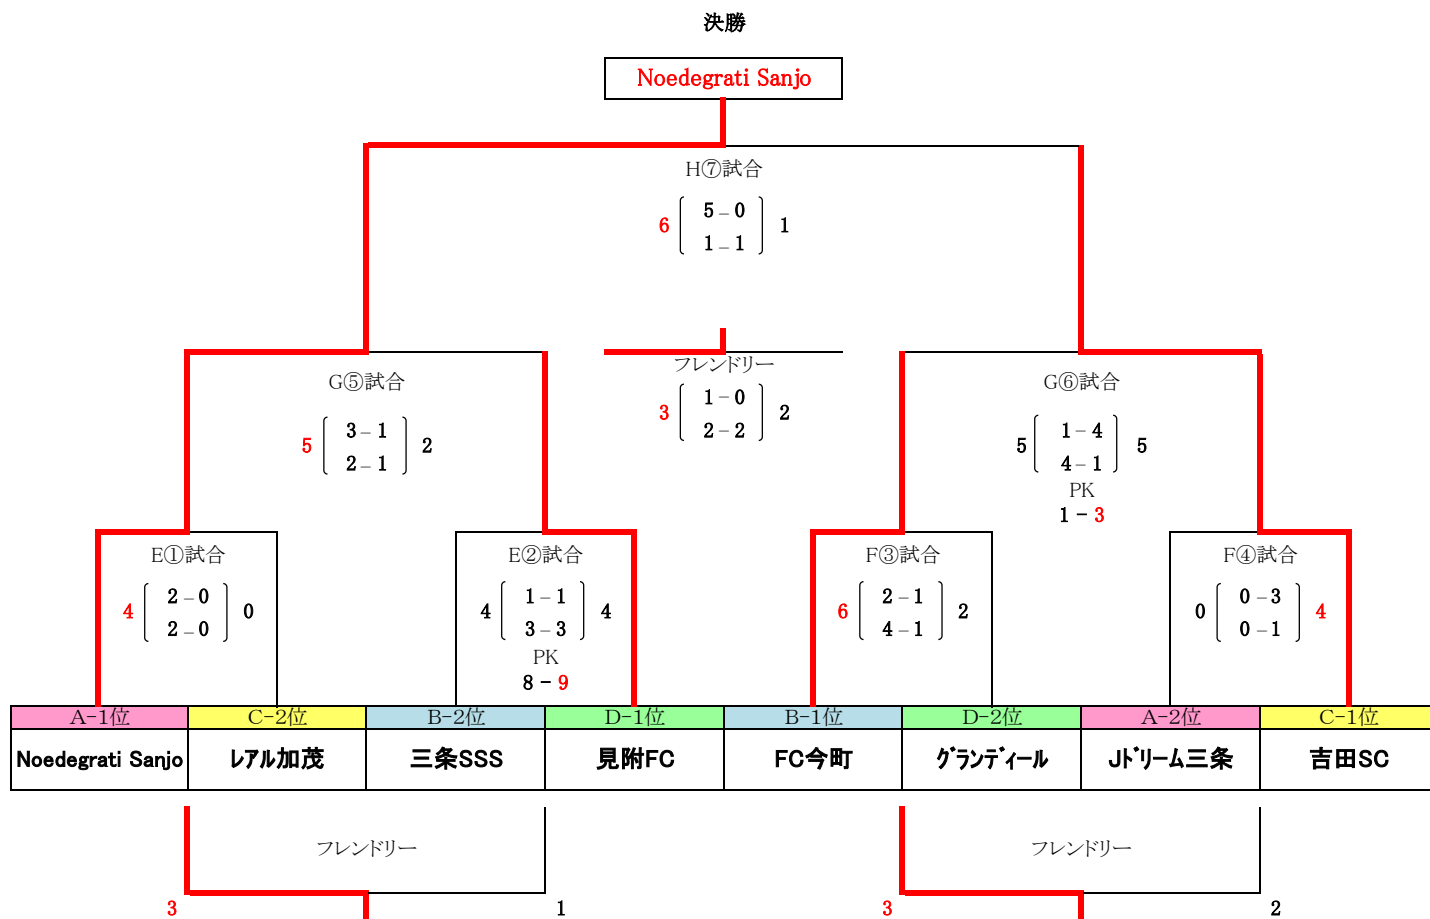 決勝
Noedegrati Sanjo
H⑦試合
5 – 0
6 1
1 – 1
フレンドリー
1 – 0
3 2
2 – 2
G⑤試合
3 – 1
5 2
2 – 1
G⑥試合
1 – 4
5 5
4 – 1
PK
1 – 3
E①試合
2 – 0
4 0
2 – 0
E②試合
1 – 1
4 4
3 – 3
PK
8 – 9
F③試合
2 – 1
6 2
4 – 1
F④試合
0 – 3
0 4
0 – 1
A-1位 C-2位 B-2位 D-1位 B-1位 D-2位 A-2位 C-1位
Noedegrati Sanjo ﾚｱﾙ加茂 三条SSS 見附FC FC今町 ｸﾞﾗﾝﾃﾞｨｰﾙ Jﾄﾞﾘｰﾑ三条 吉田SC
フレンドリー フレンドリー
3 1 3 2